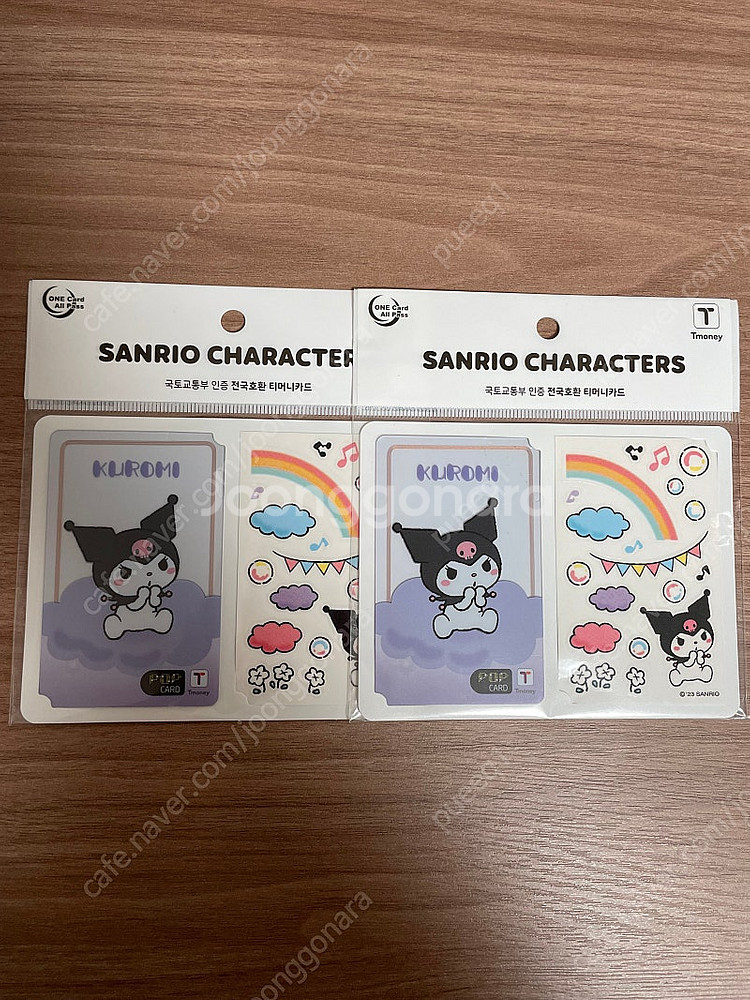 ONE Card
All Pass
SANRIO CHARACTER
국토교통부 인증 전국호환 티머니카드
KUROMI
POP
CARD
T
Tmoney
ONE Card
All Pass
T
Tmoney
SANRIO CHARACTERS
국토교통부 인증 전국호환 티머니카드
KUROMI
POP
CARD
T
Tmoney
© '23 SANRIO
joonggonara
cafe.naver.com/joonggonara
pueeq1